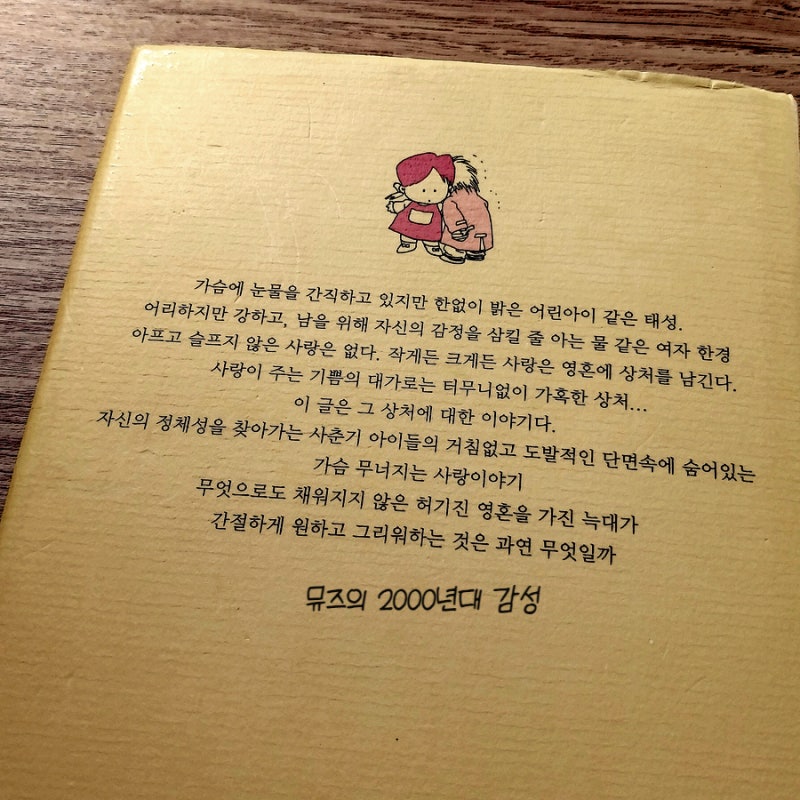 가슴에 눈물을 간직하고 있지만 한없이 밝은 어린아이 같은 태성.
어리하지만 강하고, 남을 위해 자신의 감정을 삼킬 줄 아는 물 같은 여자 한경
아프고 슬프지 않은 사랑은 없다. 작게든 크게든 사랑은 영혼에 상처를 남긴다.
사랑이 주는 기쁨의 대가로는 터무니없이 가혹한 상처...
이 글은 그 상처에 대한 이야기다.
자신의 정체성을 찾아가는 사춘기 아이들의 거침없고 도발적인 단면속에 숨어있는
가슴 무너지는 사랑이야기
무엇으로도 채워지지 않은 허기진 영혼을 가진 늑대가
간절하게 원하고 그리워하는 것은 과연 무엇일까
뮤즈의 2000년대 감성